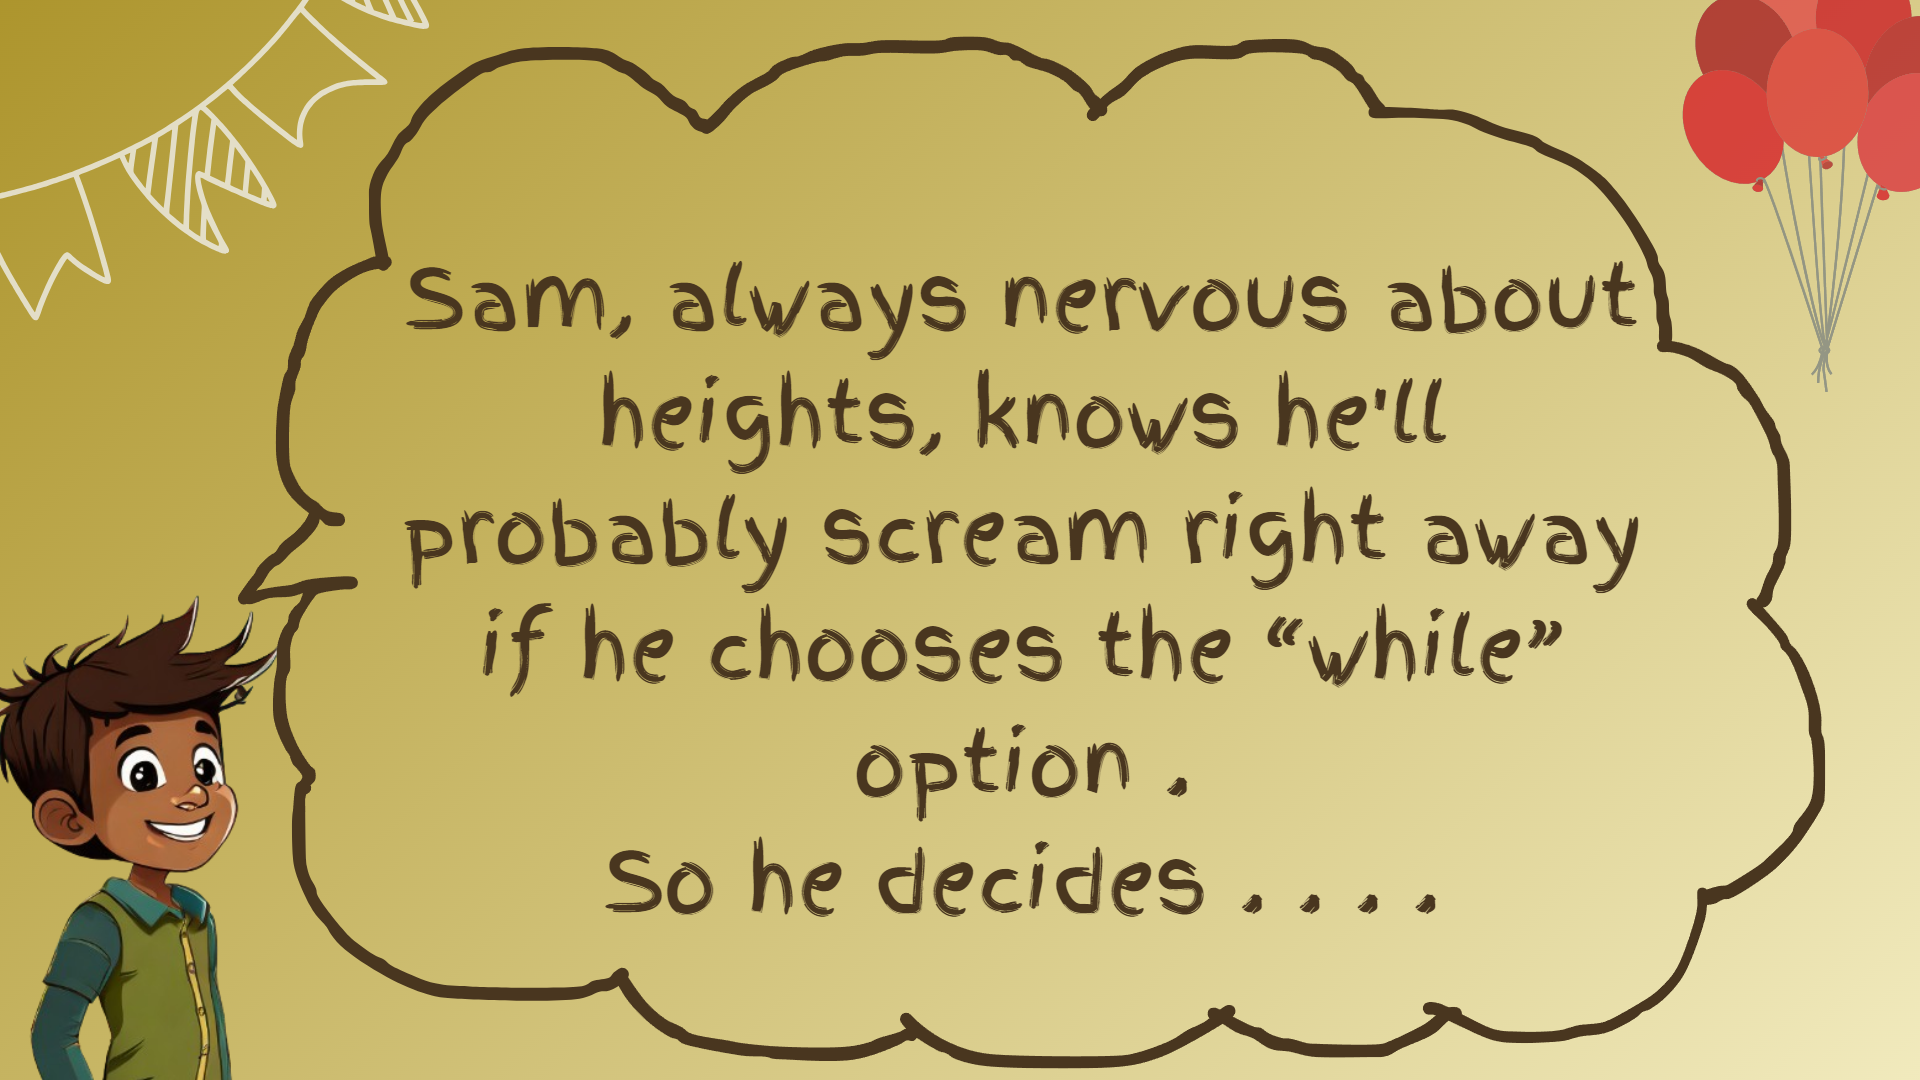 Sam, always nervous about
heights, knows he'll
probably scream right away
if he chooses the “while”
option .
So he decides . . . .